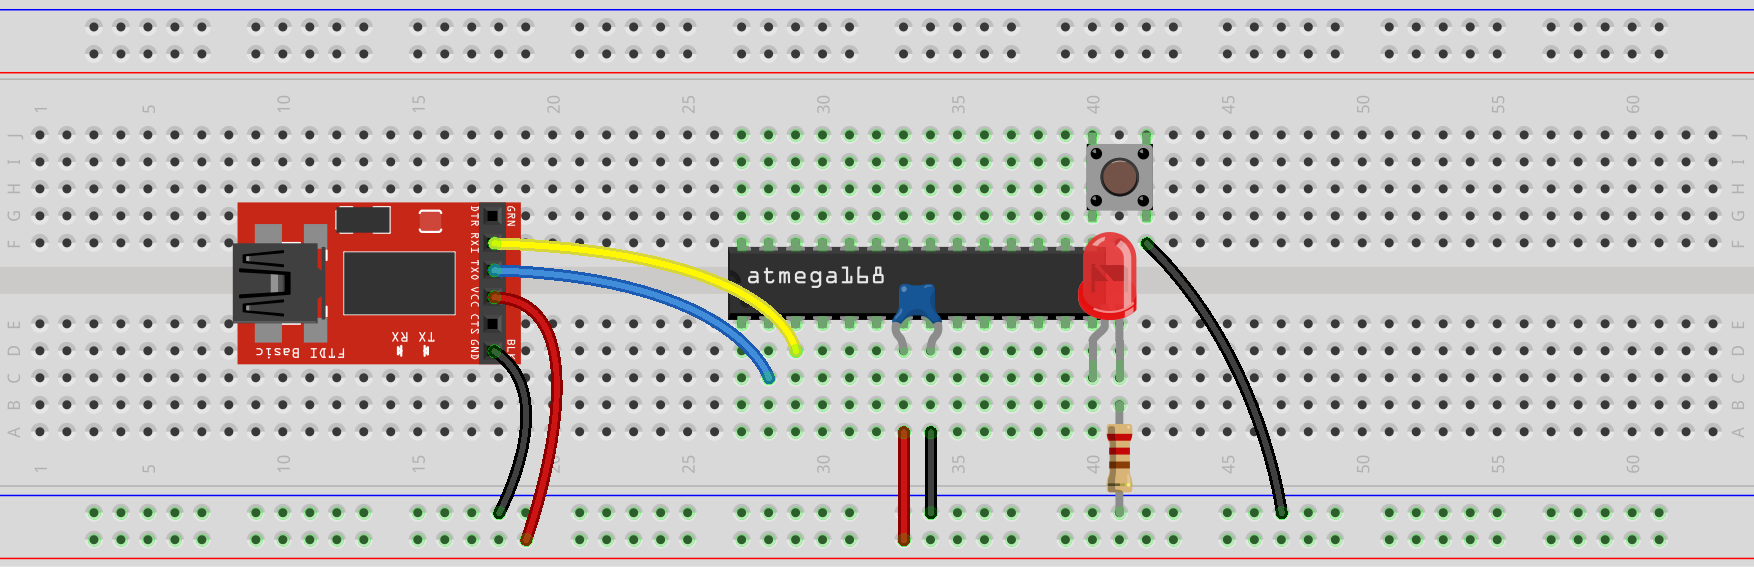 1 5 10 15 20 25 30 35 40 45 50 55 60
J J
I I
H H
G G
F F
DTR GRN
RXI
TXO
VCC
CTS
GND BLK
TX RX
FTDI Basic
atmega168
E E
D D
C C
B B
A A
1 5 10 15 20 25 30 35 40 45 50 55 60